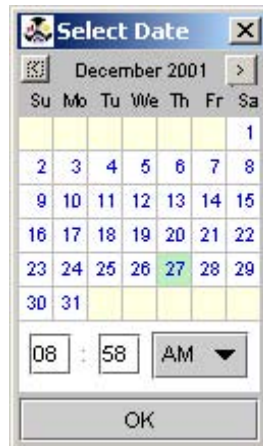 Select Date
< December 2001 >
Su Mo Tu We Th Fr Sa
1
2 3 4 5 6 7 8
9 10 11 12 13 14 15
16 17 18 19 20 21 22
23 24 25 26 27 28 29
30 31
08 : 58 AM
OK